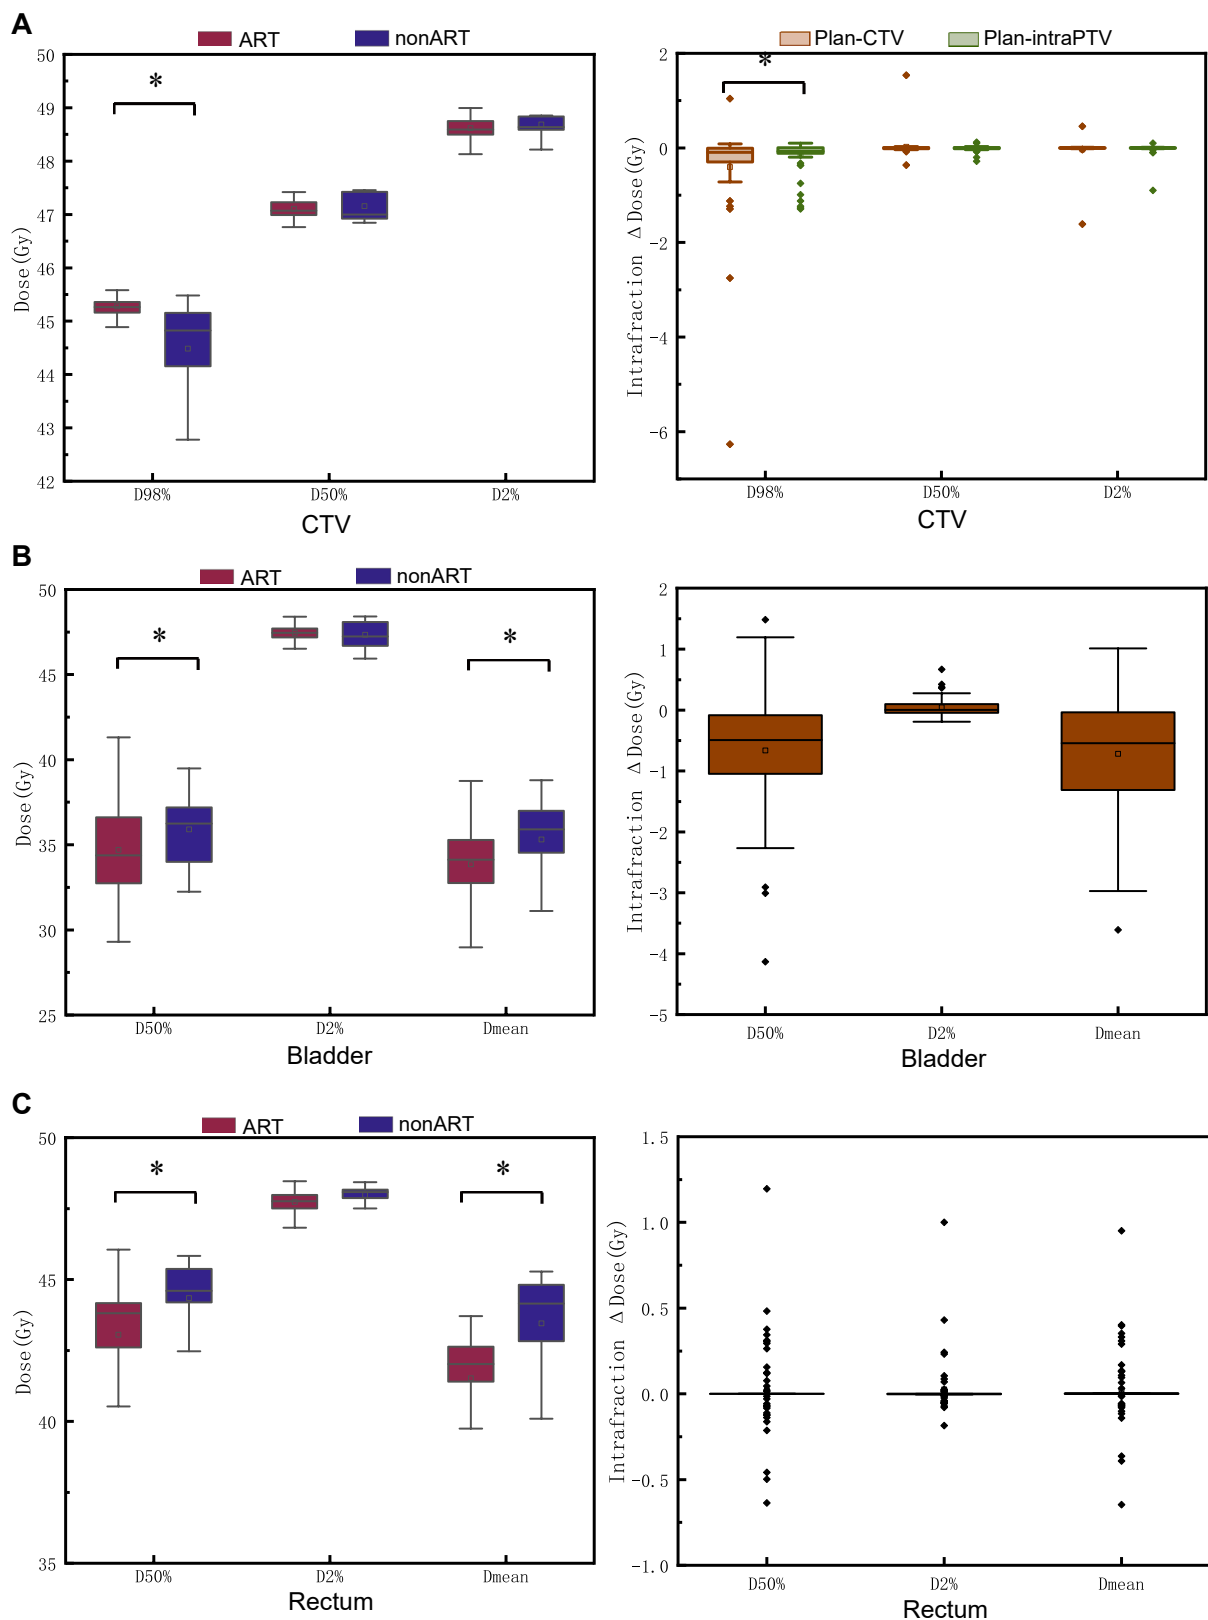 A
ART nonART
Plan-CTV Plan-intraPTV
50
49
48
47
46
45
44
43
42
Dose(Gy)
*
D98% D50% D2%
CTV
2
0
-2
-4
-6
Intrafraction ΔDose(Gy)
*
D98% D50% D2%
CTV
B
ART nonART
50
45
40
35
30
25
Dose(Gy)
* *
D50% D2% Dmean
Bladder
2
1
0
-1
-2
-3
-4
-5
Intrafraction ΔDose(Gy)
D50% D2% Dmean
Bladder
C
ART nonART
50
45
40
35
Dose(Gy)
* *
D50% D2% Dmean
Rectum
1.5
1.0
0.5
0.0
-0.5
-1.0
Intrafraction ΔDose(Gy)
D50% D2% Dmean
Rectum